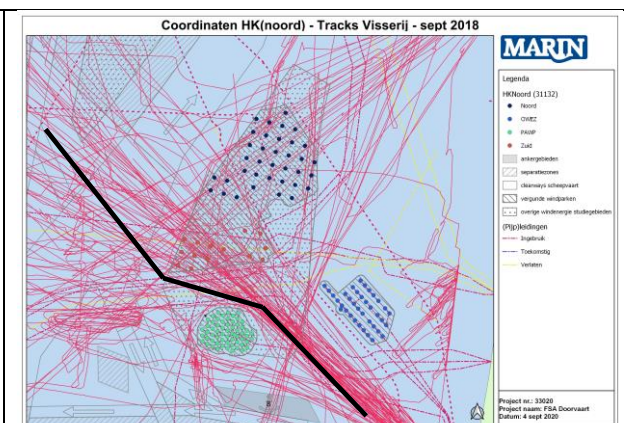 Coordinaten HK(noord) - Tracks Visserij - sept 2018
MARIN
Legenda
HKNoord (31132)
Noord
OWEZ
PAWP
Zuid
ankergebieden
separatiezones
clearways scheepvaart
vergunde windparken
overige windenergie studiegebieden
(Pijp)leidingen
Ingebruik
Toekomstig
Verlaten
Project nr.: 33020
Project naam: FSA Doorvaart
Datum: 4 sept 2020